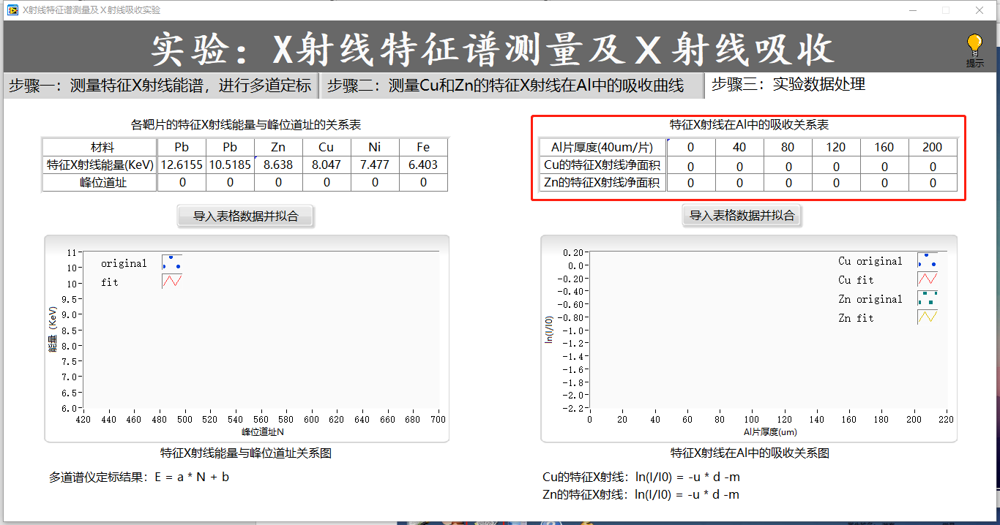 X射线特征谱测量及X射线吸收实验
实验：X射线特征谱测量及X射线吸收
提示
步骤一：测量特征X射线能谱，进行多道定标
步骤二：测量Cu和Zn的特征X射线在Al中的吸收曲线
步骤三：实验数据处理
各靶片的特征X射线能量与峰位道址的关系表
材料 Pb Pb Zn Cu Ni Fe
特征X射线能量(KeV) 12.6155 10.5185 8.638 8.047 7.477 6.403
峰位道址 0 0 0 0 0 0
导入表格数据并拟合
original
fit
11
10
10
9.5
9.0
8.5
8.0
7.5
7.0
6.5
6.0
能量 (KeV)
420 440 460 480 500 520 540 560 580 600 620 640 660 680 700
峰位道址N
特征X射线能量与峰位道址关系图
多道谱仪定标结果：E = a * N + b
特征X射线在Al中的吸收关系表
Al片厚度(40um/片) 0 40 80 120 160 200
Cu的特征X射线净面积 0 0 0 0 0 0
Zn的特征X射线净面积 0 0 0 0 0 0
导入表格数据并拟合
Cu original
Cu fit
Zn original
Zn fit
0.20
0.0
-0.20
-0.40
-0.60
-0.80
-1.0
-1.2
-1.4
-1.6
-1.8
-2.0
-2.2
ln(I/I0)
0 20 40 60 80 100 120 140 160 180 200 220
Al片厚度(um)
特征X射线在Al中的吸收关系图
Cu的特征X射线：ln(I/I0) = -u * d -m
Zn的特征X射线：ln(I/I0) = -u * d -m